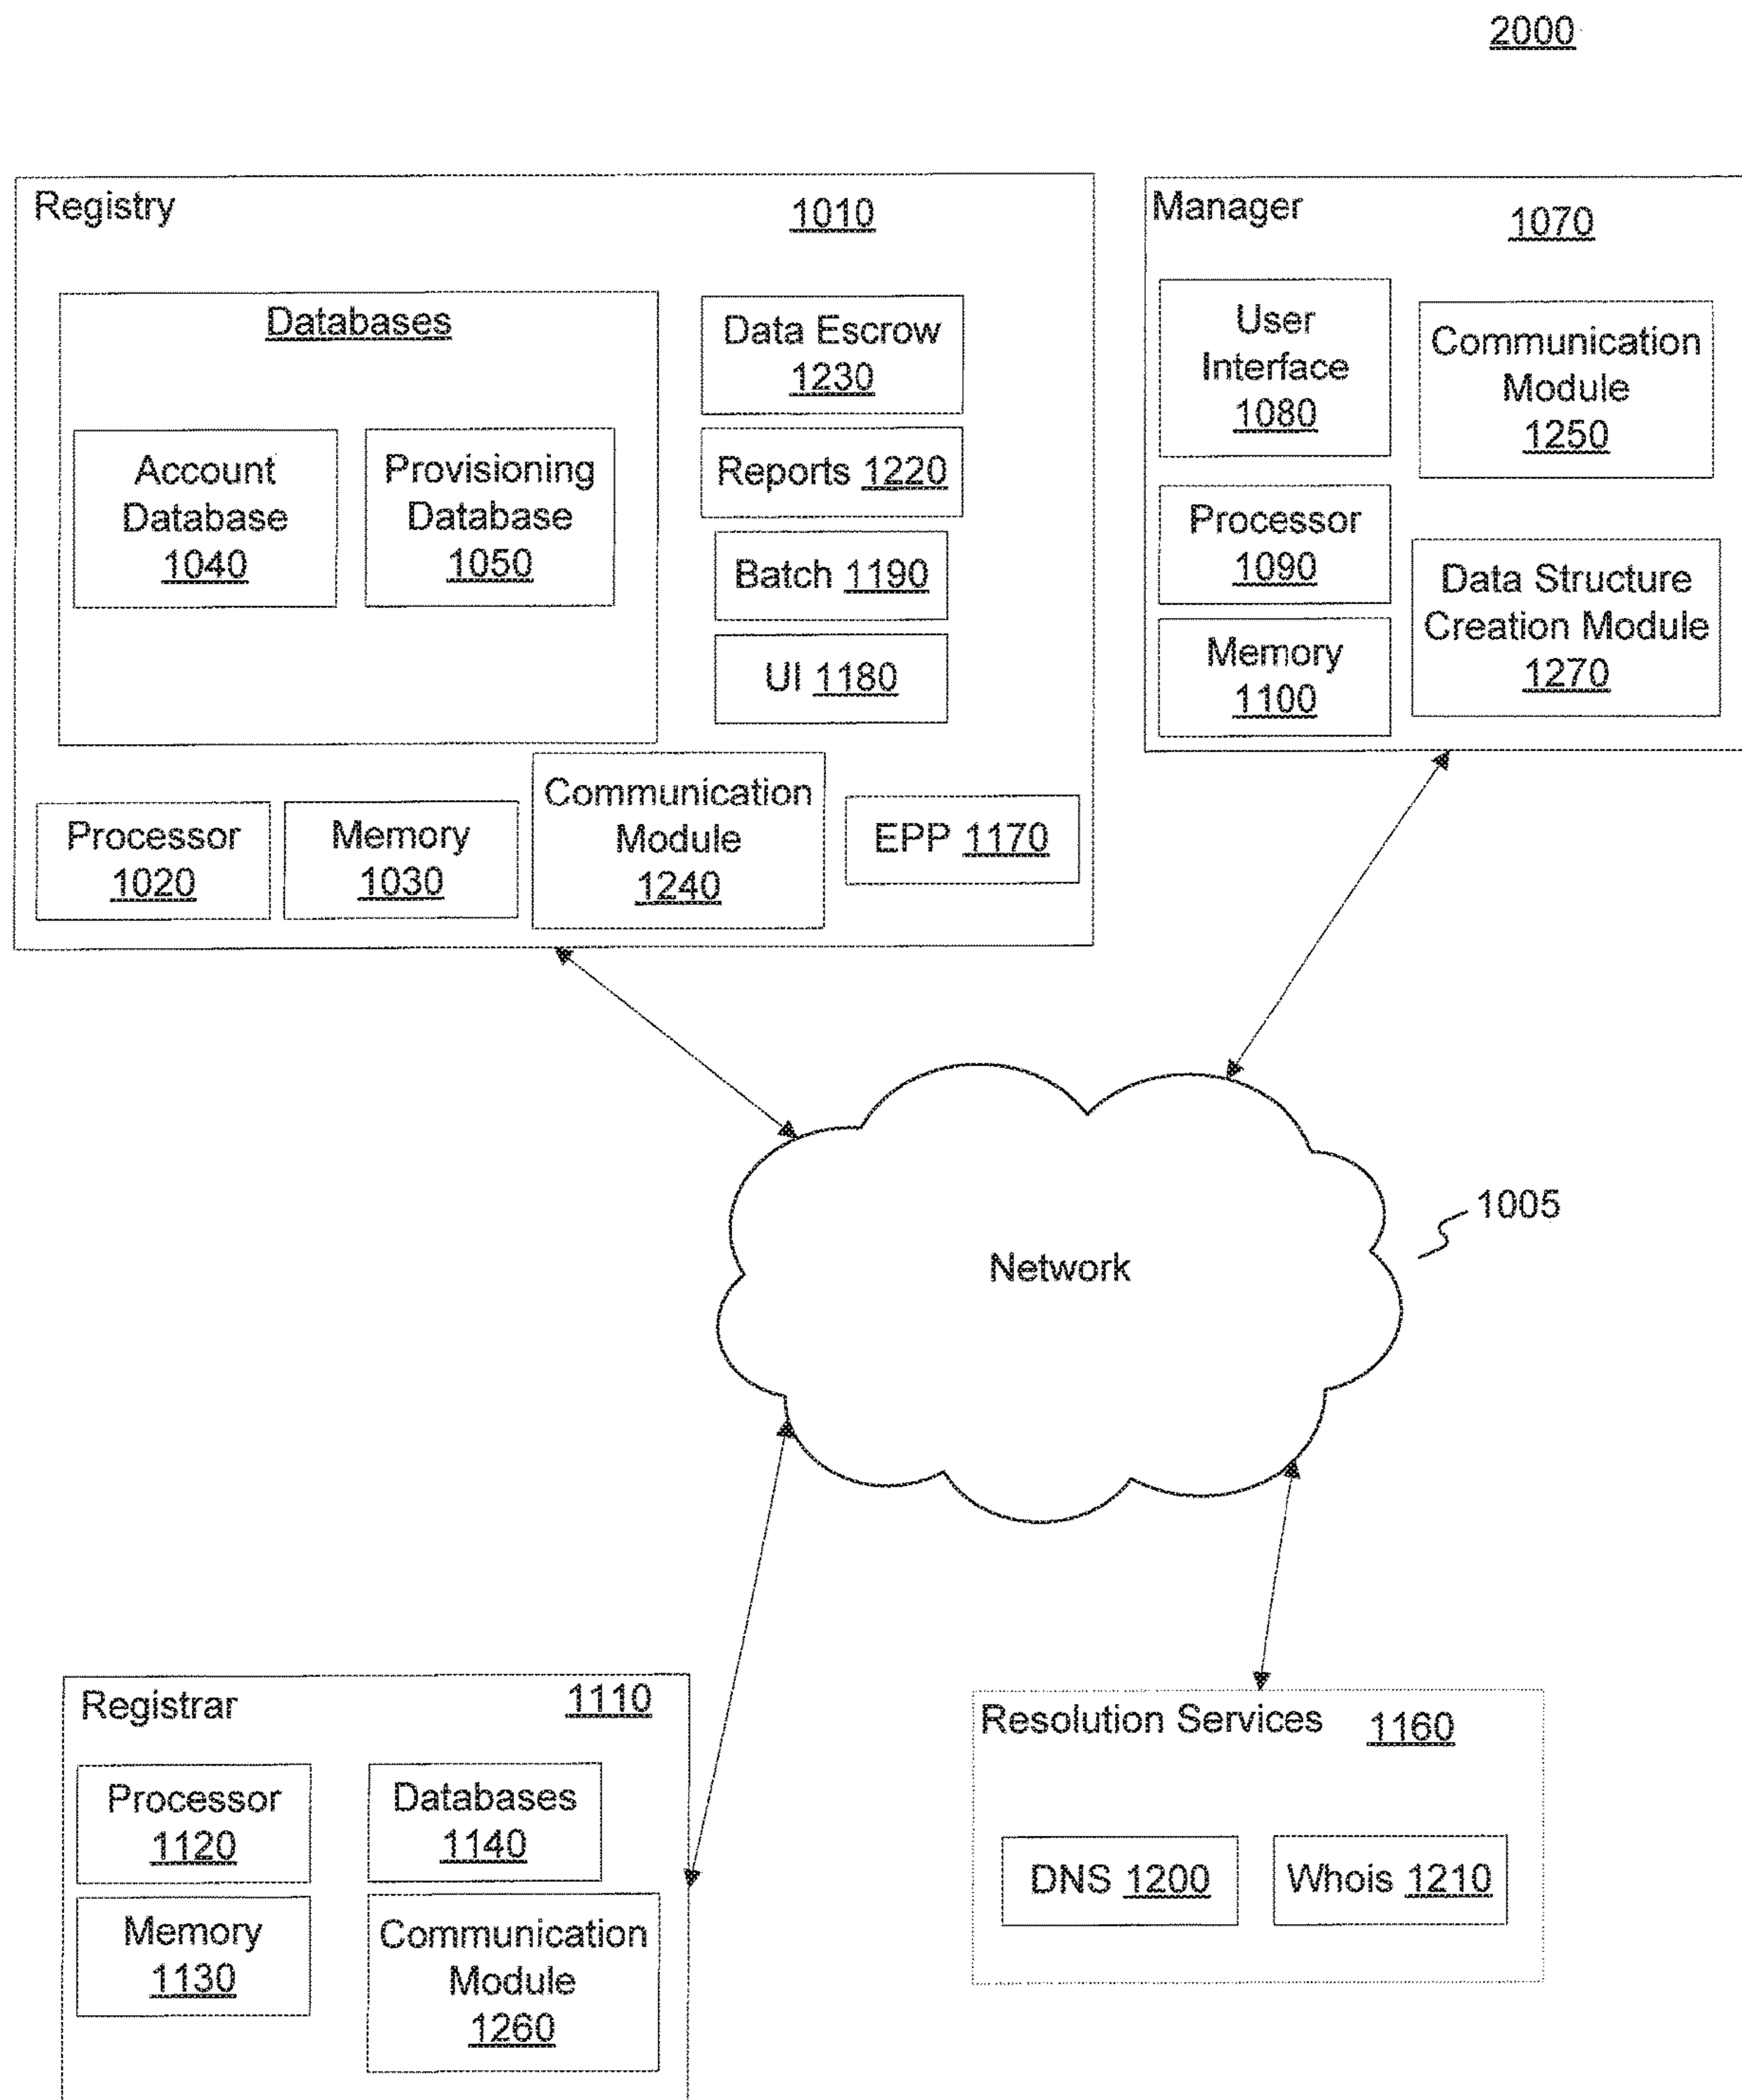 2000
Registry
1010
Databases
Account
Database
1040
Provisioning
Database
1050
Data Escrow
1230
Reports 1220
Batch 1190
UI 1180
Processor
1020
Memory
1030
Communication
Module
1240
EPP 1170
Manager
1070
User
Interface
1080
Communication
Module
1250
Processor
1090
Data Structure
Creation Module
1270
Memory
1100
Network
1005
Registrar
1110
Processor
1120
Databases
1140
Memory
1130
Communication
Module
1260
Resolution Services
1160
DNS 1200
Whois 1210